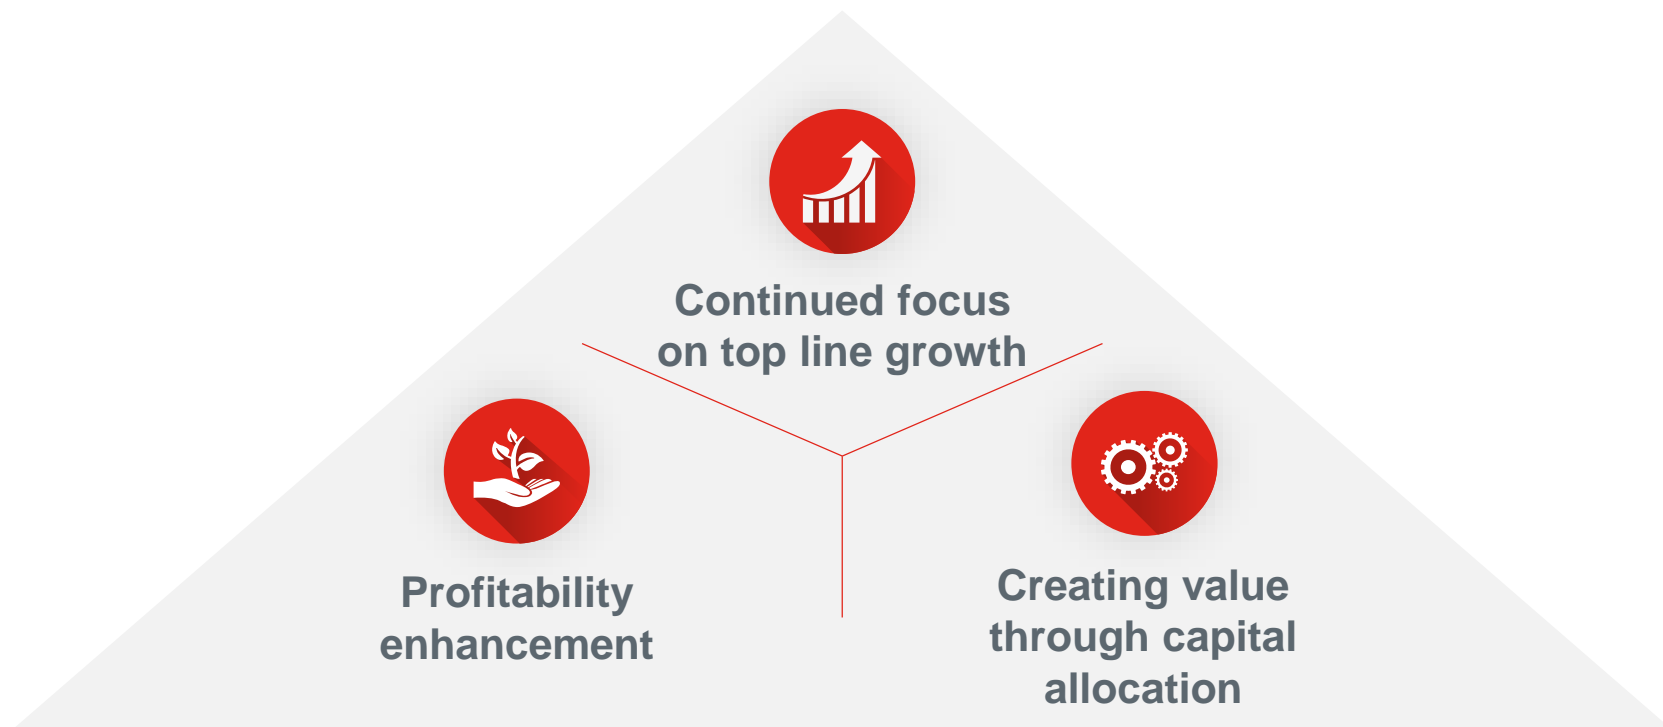 Continued focus
on top line growth
Profitability
enhancement
Creating value
through capital
allocation